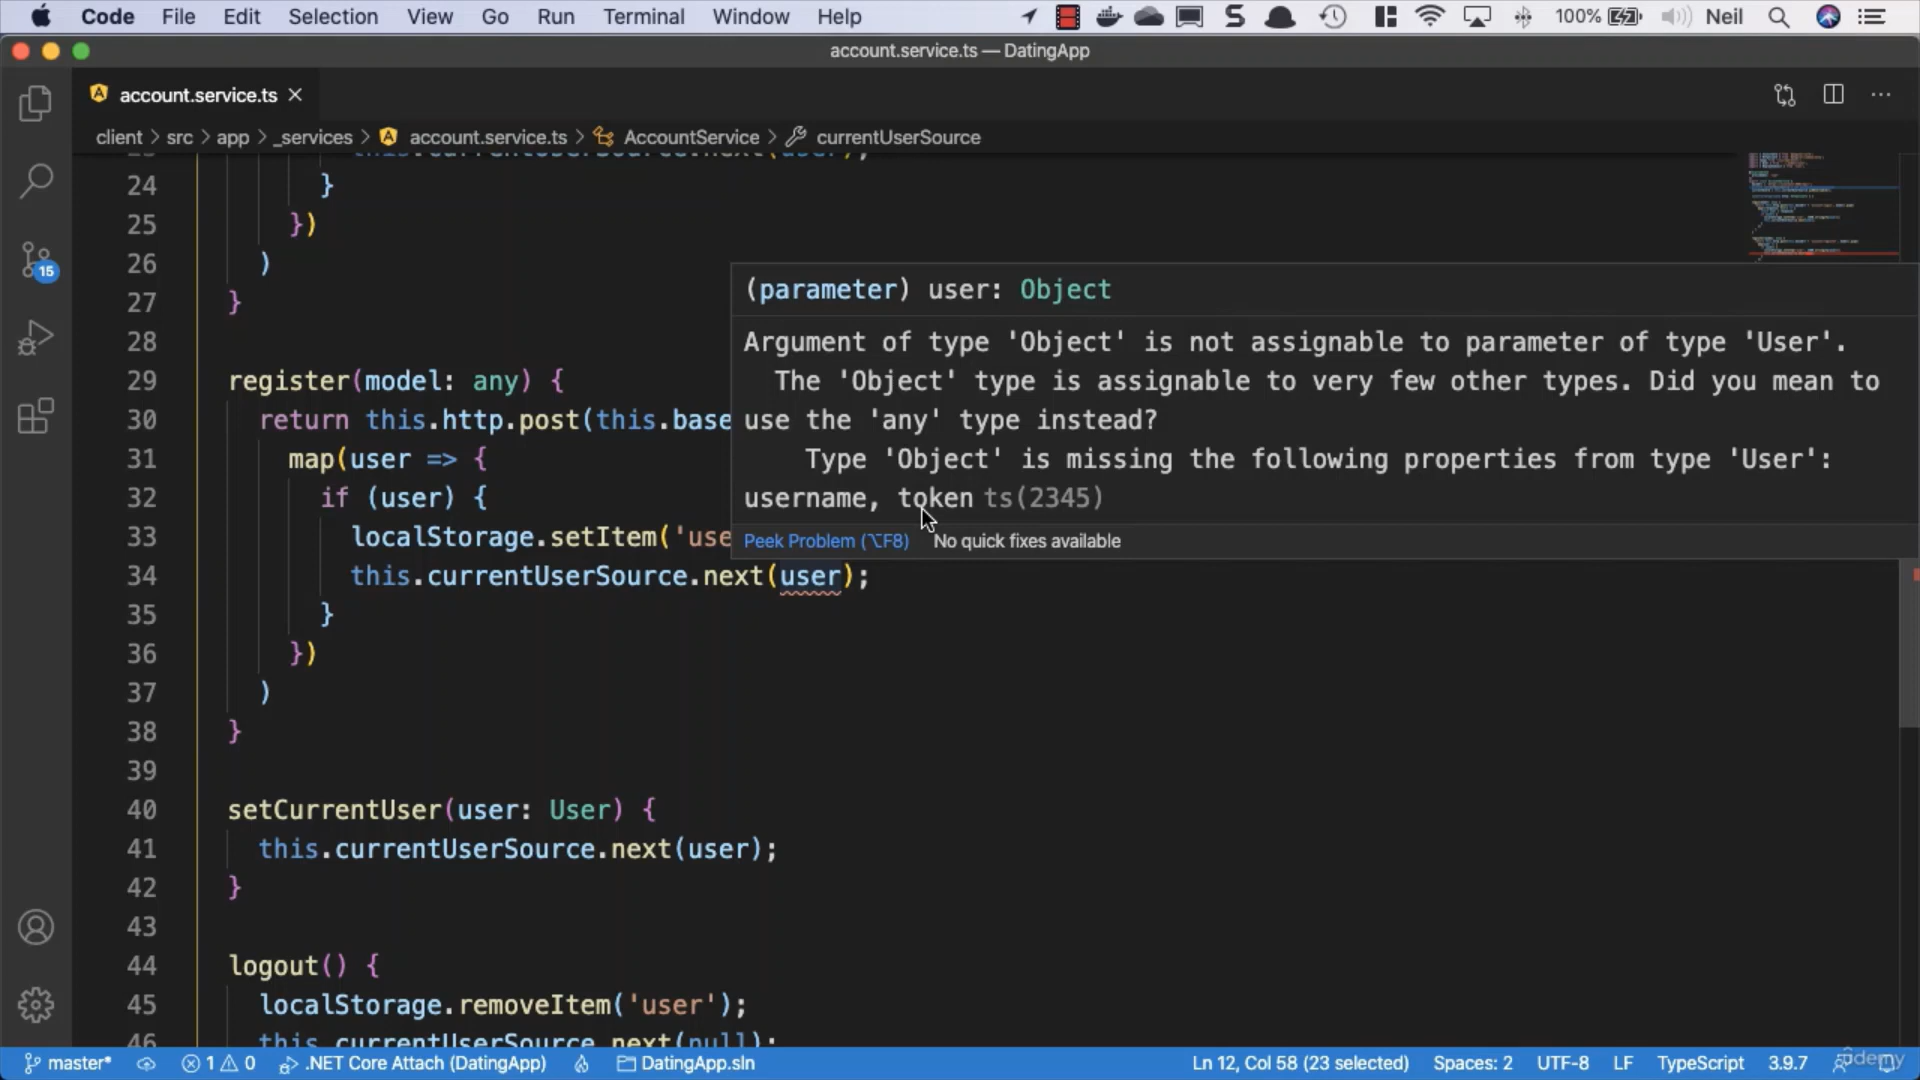 Code File Edit Selection View Go Run Terminal Window Help 100% Neil
account.service.ts — DatingApp
account.service.ts
client > src > app > _services > account.service.ts > AccountService > currentUserSource
24 }
25 })
26 )
27 }
28
29 register(model: any) {
30 return this.http.post(this.base
31 map(user => {
32 if (user) {
33 localStorage.setItem('use
34 this.currentUserSource.next(user);
35 }
36 })
37 )
38 }
39
40 setCurrentUser(user: User) {
41 this.currentUserSource.next(user);
42 }
43
44 logout() {
45 localStorage.removeItem('user');
46 this.currentUserSource.next(null);
(parameter) user: Object
Argument of type 'Object' is not assignable to parameter of type 'User'.
The 'Object' type is assignable to very few other types. Did you mean to
use the 'any' type instead?
Type 'Object' is missing the following properties from type 'User':
username, token ts(2345)
Peek Problem (⌥F8) No quick fixes available
15
master* 1 0 .NET Core Attach (DatingApp) DatingApp.sln Ln 12, Col 58 (23 selected) Spaces: 2 UTF-8 LF TypeScript 3.9.7
ûdemy